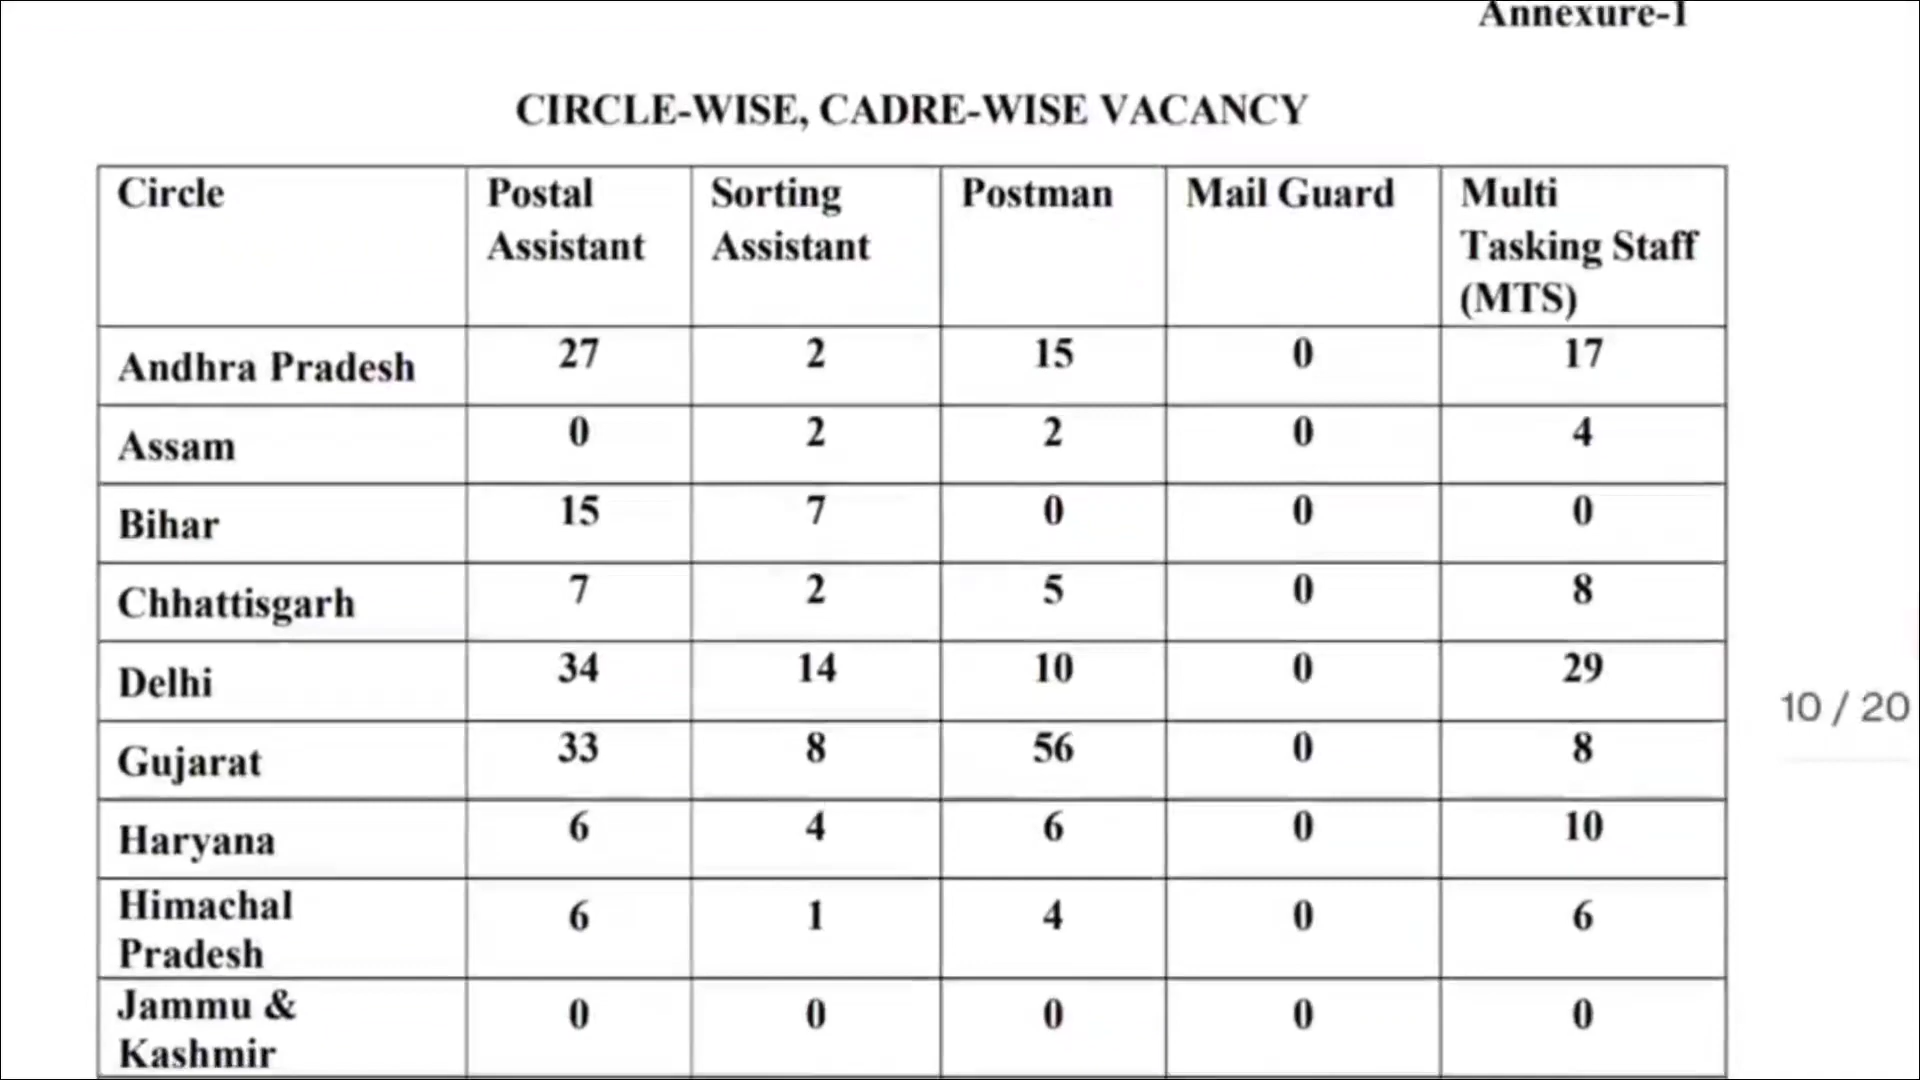 Annexure-1
CIRCLE-WISE, CADRE-WISE VACANCY
Circle Postal Assistant Sorting Assistant Postman Mail Guard Multi Tasking Staff (MTS)
Andhra Pradesh 27 2 15 0 17
Assam 0 2 2 0 4
Bihar 15 7 0 0 0
Chhattisgarh 7 2 5 0 8
Delhi 34 14 10 0 29
Gujarat 33 8 56 0 8
Haryana 6 4 6 0 10
Himachal Pradesh 6 1 4 0 6
Jammu & Kashmir 0 0 0 0 0
10 / 20